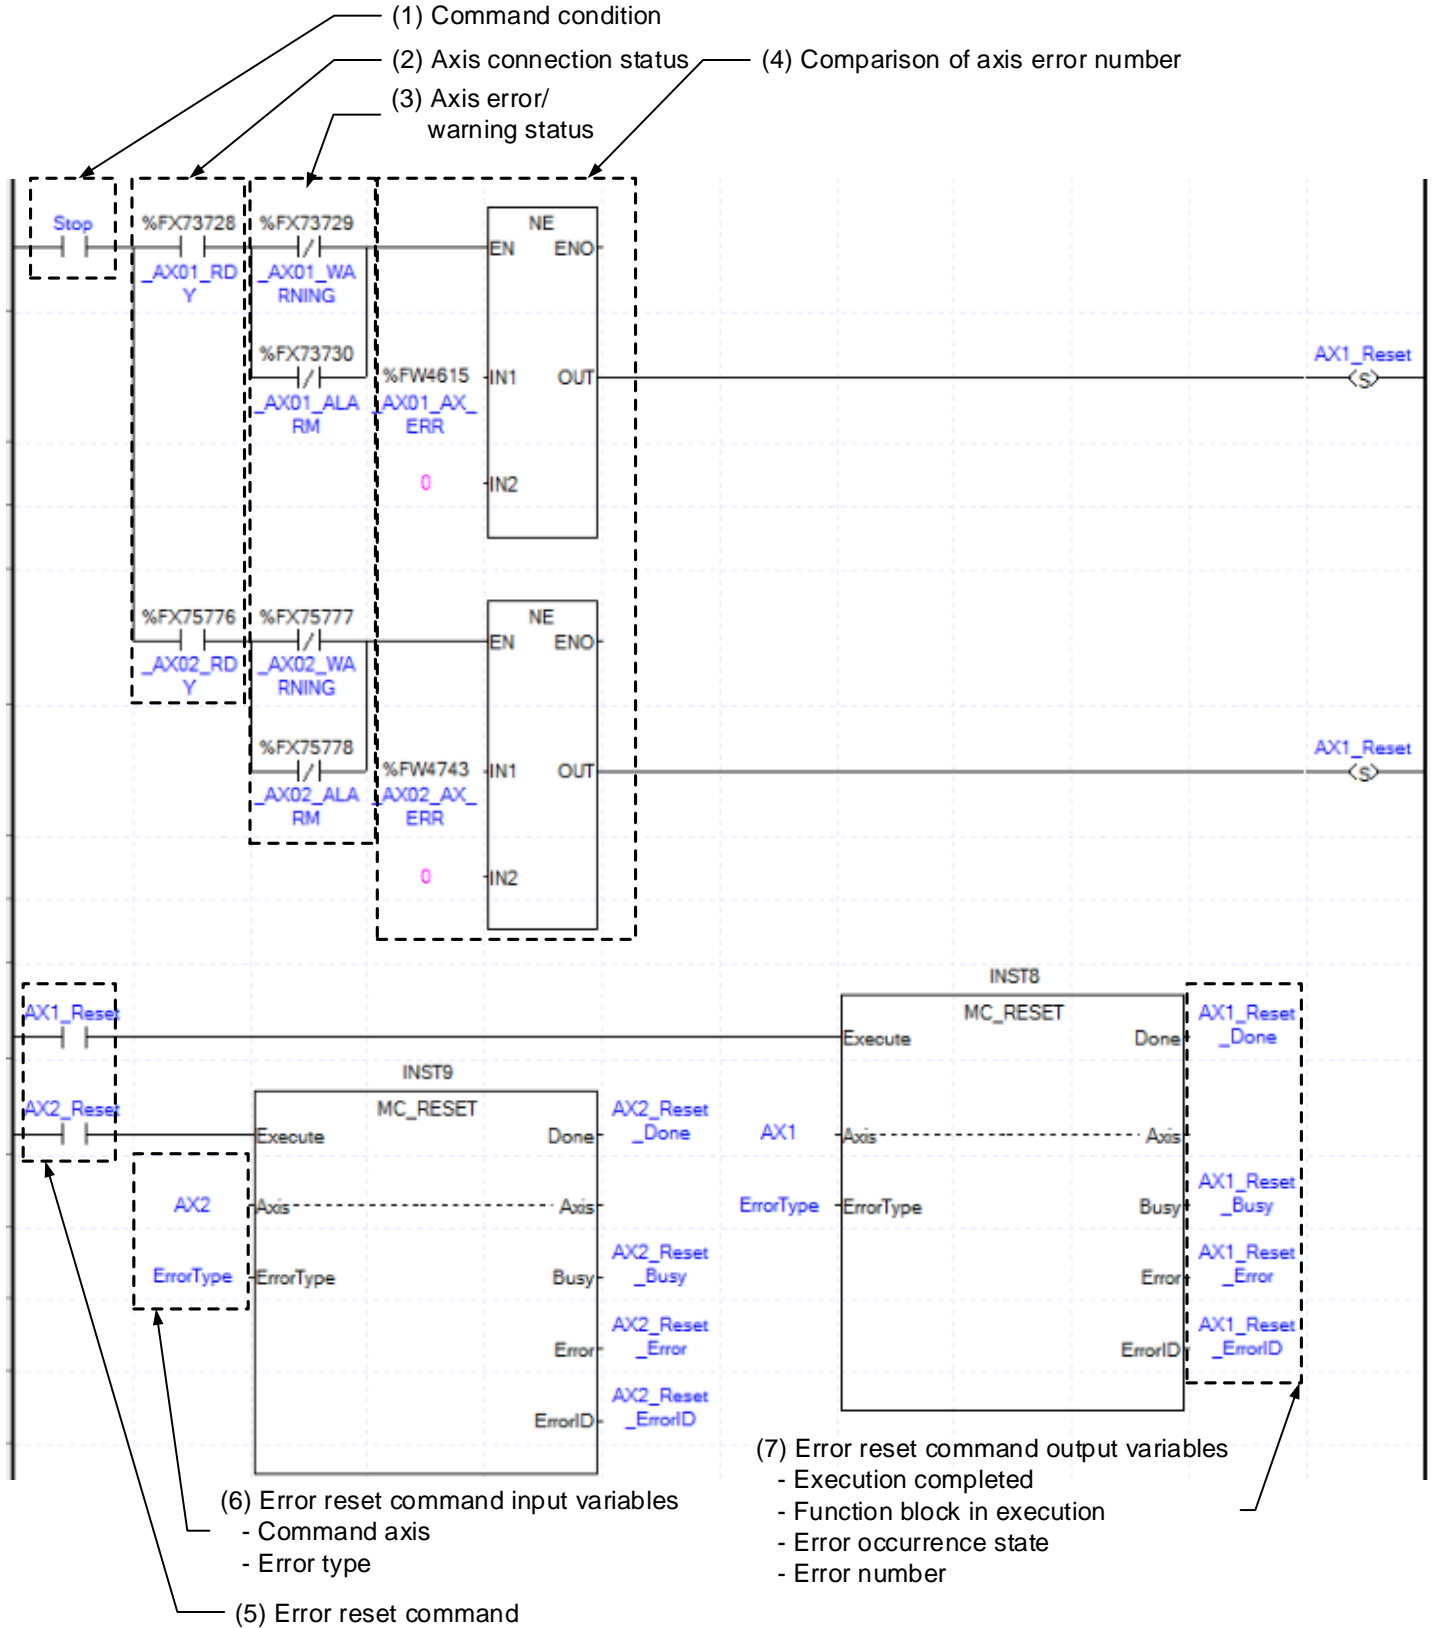 (1) Command condition
(2) Axis connection status
(4) Comparison of axis error number
(3) Axis error/
warning status
Stop
%FX73728
_AX01_RD
Y
%FX73729
_AX01_WA
RNING
NE
EN
ENO
%FX73730
_AX01_ALA
RM
%FW4615
_AX01_AX_
ERR
IN1
OUT
AX1_Reset
S
0
IN2
%FX75776
_AX02_RD
Y
%FX75777
_AX02_WA
RNING
NE
EN
ENO
%FX75778
_AX02_ALA
RM
%FW4743
_AX02_AX_
ERR
IN1
OUT
AX1_Reset
S
0
IN2
AX1_Reset
INST8
MC_RESET
Execute
Done
AX1_Reset
_Done
AX1
Axis
Axis
ErrorType
ErrorType
Busy
AX1_Reset
_Busy
Error
AX1_Reset
_Error
ErrorID
AX1_Reset
_ErrorID
AX2_Reset
INST9
MC_RESET
Execute
Done
AX2_Reset
_Done
AX2
Axis
Axis
ErrorType
ErrorType
Busy
AX2_Reset
_Busy
Error
AX2_Reset
_Error
ErrorID
AX2_Reset
_ErrorID
(7) Error reset command output variables
- Execution completed
- Function block in execution
- Error occurrence state
- Error number
(6) Error reset command input variables
- Command axis
- Error type
(5) Error reset command